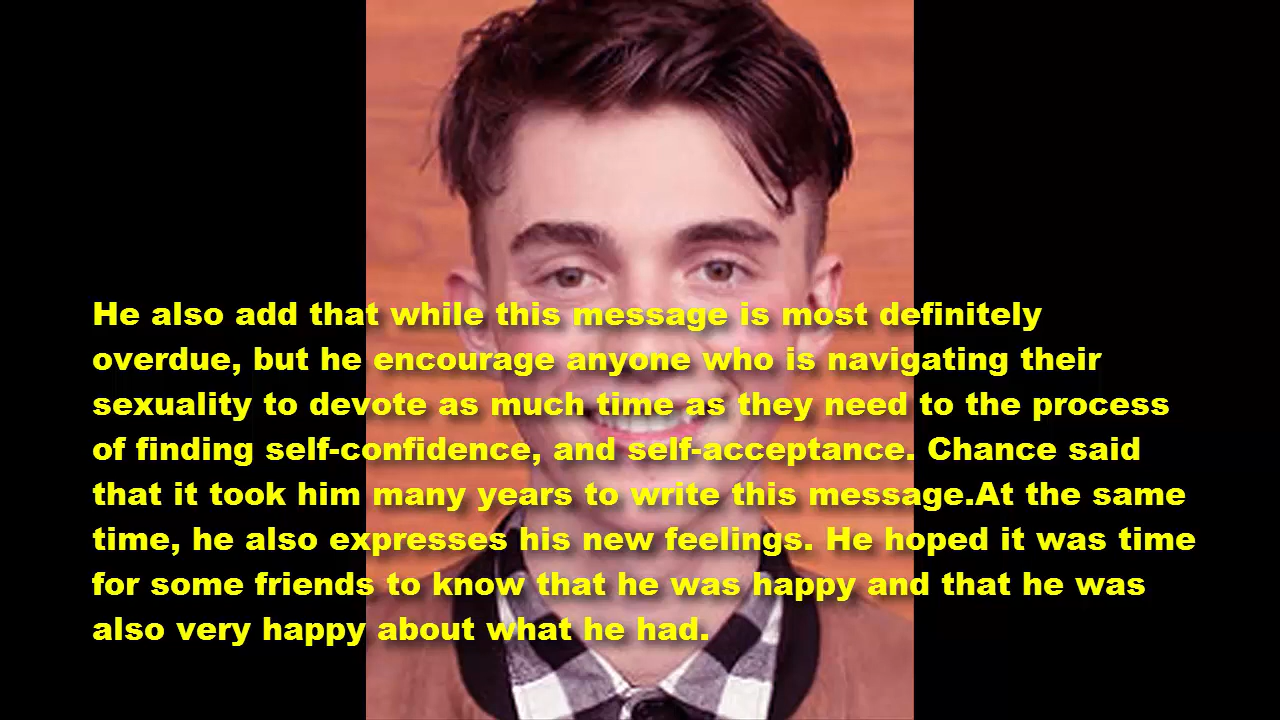 He also add that while this message is most definitely
overdue, but he encourage anyone who is navigating their
sexuality to devote as much time as they need to the process
of finding self-confidence, and self-acceptance. Chance said
that it took him many years to write this message.At the same
time, he also expresses his new feelings. He hoped it was time
for some friends to know that he was happy and that he was
also very happy about what he had.